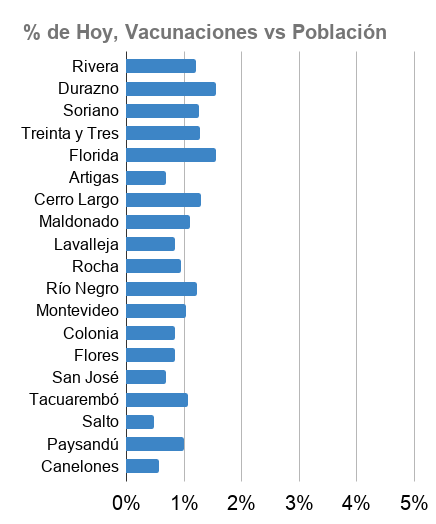 % de Hoy, Vacunaciones vs Población
Rivera
Durazno
Soriano
Treinta y Tres
Florida
Artigas
Cerro Largo
Maldonado
Lavalleja
Rocha
Río Negro
Montevideo
Colonia
Flores
San José
Tacuarembó
Salto
Paysandú
Canelones
0% 1% 2% 3% 4% 5%